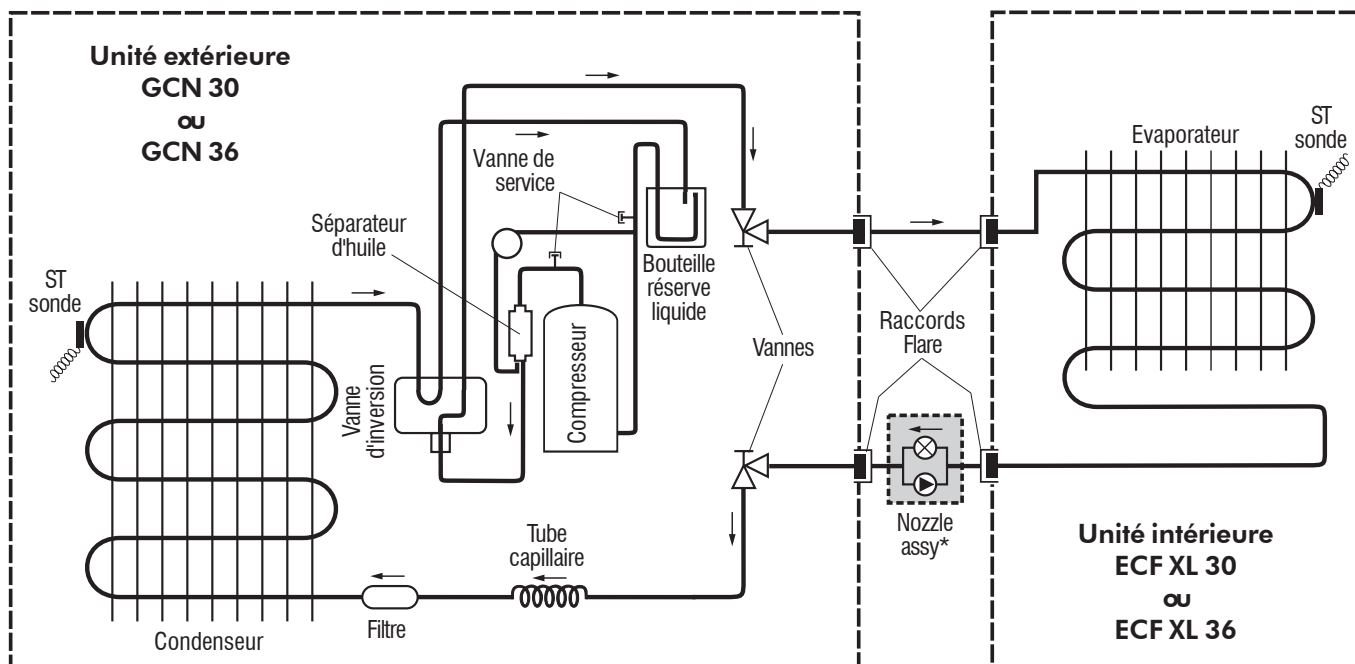 Unité extérieure
GCN 30
ou
GCN 36
Vanne de
service
Séparateur
d'huile
ST
sonde
Bouteille
réserve
liquide
Compresseur
Vanne
d'inversion
Vannes
Raccords
Flare
Evaporateur
ST
sonde
Nozzle
assy*
Tube
capillaire
Filtre
Condenseur
Unité intérieure
ECF XL 30
ou
ECF XL 36